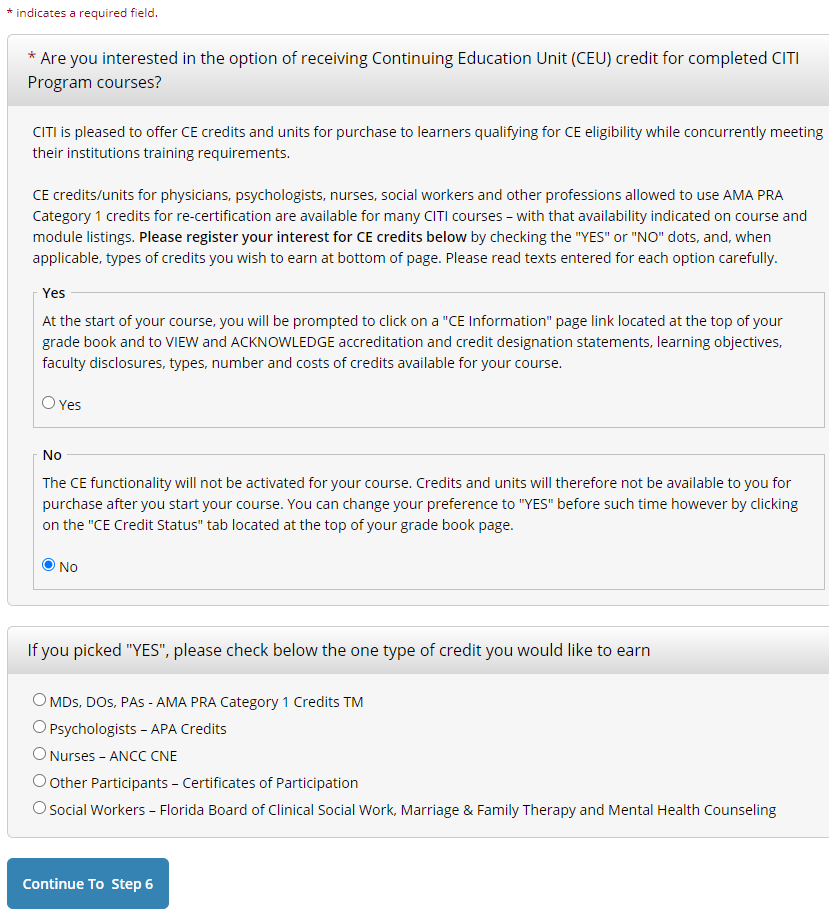 * indicates a required field.
* Are you interested in the option of receiving Continuing Education Unit (CEU) credit for completed CITI
Program courses?
CITI is pleased to offer CE credits and units for purchase to learners qualifying for CE eligibility while concurrently meeting
their institutions training requirements.
CE credits/units for physicians, psychologists, nurses, social workers and other professions allowed to use AMA PRA
Category 1 credits for re-certification are available for many CITI courses – with that availability indicated on course and
module listings. Please register your interest for CE credits below by checking the "YES" or "NO" dots, and, when
applicable, types of credits you wish to earn at bottom of page. Please read texts entered for each option carefully.
Yes
At the start of your course, you will be prompted to click on a "CE Information" page link located at the top of your
grade book and to VIEW and ACKNOWLEDGE accreditation and credit designation statements, learning objectives,
faculty disclosures, types, number and costs of credits available for your course.
Yes
No
The CE functionality will not be activated for your course. Credits and units will therefore not be available to you for
purchase after you start your course. You can change your preference to "YES" before such time however by clicking
on the "CE Credit Status" tab located at the top of your grade book page.
No
If you picked "YES", please check below the one type of credit you would like to earn
MDs, DOs, PAs - AMA PRA Category 1 Credits TM
Psychologists – APA Credits
Nurses – ANCC CNE
Other Participants – Certificates of Participation
Social Workers – Florida Board of Clinical Social Work, Marriage & Family Therapy and Mental Health Counseling
Continue To Step 6